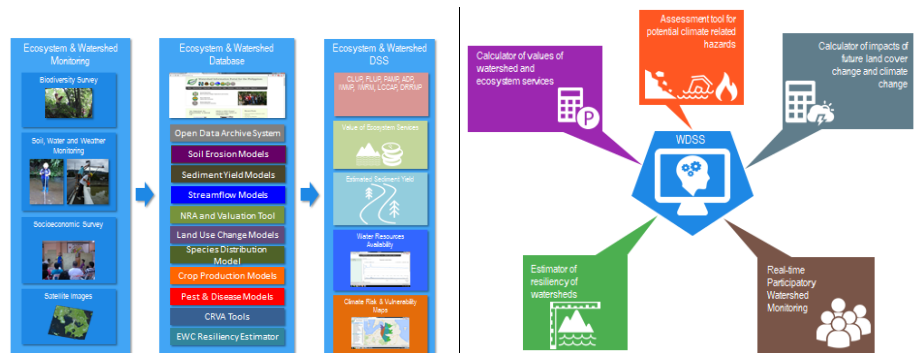 Ecosystem & Watershed
Monitoring
Biodiversity Survey
Soil, Water and Weather
Monitoring
Socioeconomic Survey
Satellite Images
Ecosystem & Watershed
Database
Open Data Archive System
Soil Erosion Models
Sediment Yield Models
Streamflow Models
NRA and Valuation Tool
Land Use Change Models
Species Distribution
Model
Crop Production Models
Pest & Disease Models
CRVA Tools
EWC Resiliency Estimator
Ecosystem & Watershed
DSS
CLUP, FLUP, PAMP, ADP,
IWMP, IWRM, LCCAP, DRRMP
Value of Ecosystem Services
Estimated Sediment Yield
Water Resources
Availability
Climate Risk & Vulnerability
Maps
Calculator of values of
watershed and
ecosystem services
P
Assessment tool for
potential climate related
hazards
Calculator of impacts of
future land cover
change and climate
change
WDSS
Estimator of
resiliency of
watersheds
Real-time
Participatory
Watershed
Monitoring